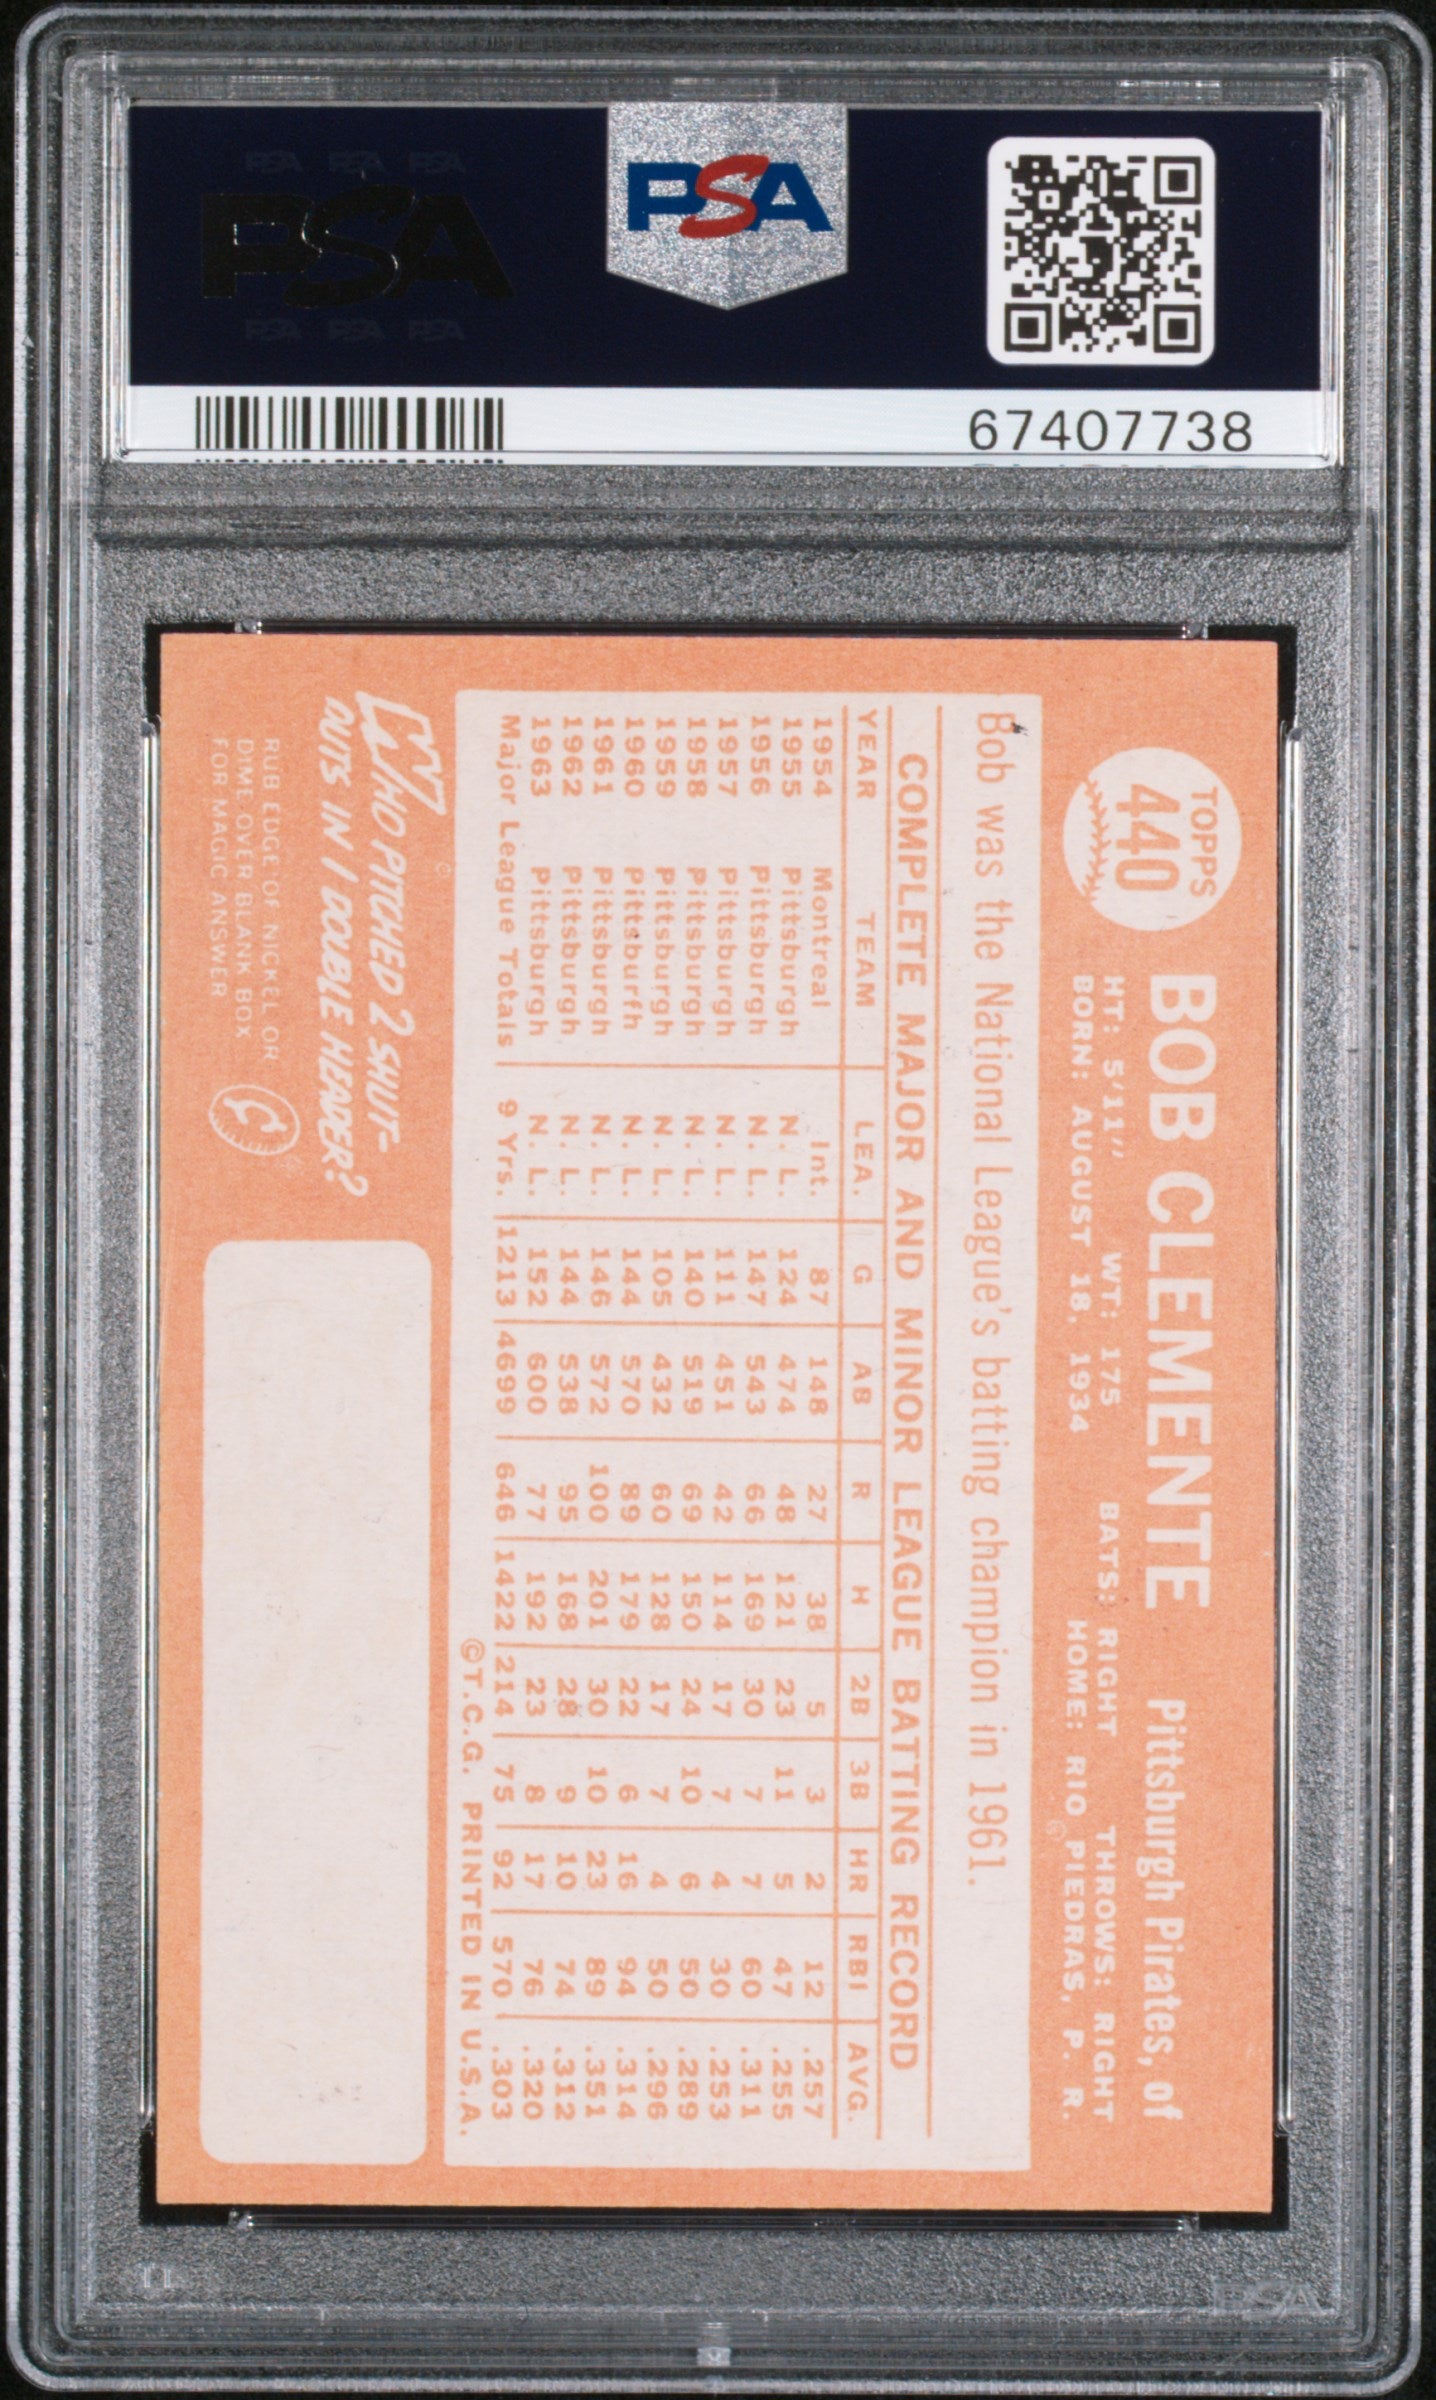 PSA PSA PSA
PSA
PSA PSA PSA
PSA
67407738
TOPPS
440
BOB CLEMENTE Pittsburgh Pirates, of
HT: 5'11" WT: 175 BATS: RIGHT THROWS: RIGHT
BORN: AUGUST 18, 1934 HOME: RIO PIEDRAS, P. R.
Bob was the National League's batting champion in 1961.
COMPLETE MAJOR AND MINOR LEAGUE BATTING RECORD
YEAR TEAM LEA. G AB R H 2B 3B HR RBI AVG.
1954 Montreal Int. 87 148 27 38 5 3 2 12 .257
1955 Pittsburgh N. L. 124 474 48 121 23 11 5 47 .255
1956 Pittsburgh N. L. 147 543 66 169 30 7 7 60 .311
1957 Pittsburgh N. L. 111 451 42 114 17 7 4 30 .253
1958 Pittsburgh N. L. 140 519 69 150 24 10 6 50 .289
1959 Pittsburgh N. L. 105 432 60 128 17 7 4 50 .296
1960 Pittsburfh N. L. 144 570 89 179 22 6 16 94 .314
1961 Pittsburgh N. L. 146 572 100 201 30 10 23 89 .351
1962 Pittsburgh N. L. 144 538 95 168 28 9 10 74 .312
1963 Pittsburgh N. L. 152 600 77 192 23 8 17 76 .320
Major League Totals 9 Yrs. 1213 4699 646 1422 214 75 92 570 .303
©T.C.G. PRINTED IN U.S.A.
WHO PITCHED 2 SHUT-
OUTS IN 1 DOUBLE HEADER?
RUB EDGE OF NICKEL OR
DIME OVER BLANK BOX
FOR MAGIC ANSWER
PSA